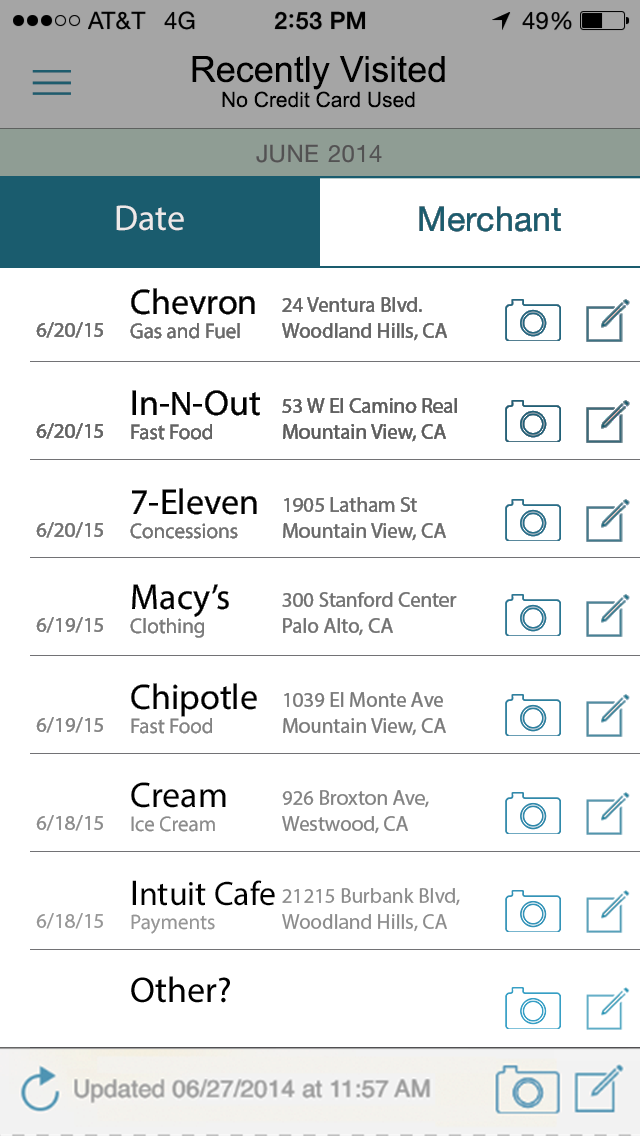 AT&T 4G 2:53 PM 49%
Recently Visited
No Credit Card Used
JUNE 2014
Date Merchant
Chevron 24 Ventura Blvd.
6/20/15 Gas and Fuel Woodland Hills, CA
In-N-Out 53 W El Camino Real
6/20/15 Fast Food Mountain View, CA
7-Eleven 1905 Latham St
6/20/15 Concessions Mountain View, CA
Macy’s 300 Stanford Center
6/19/15 Clothing Palo Alto, CA
Chipotle 1039 El Monte Ave
6/19/15 Fast Food Mountain View, CA
Cream 926 Broxton Ave,
6/18/15 Ice Cream Westwood, CA
Intuit Cafe 21215 Burbank Blvd,
6/18/15 Payments Woodland Hills, CA
Other?
Updated 06/27/2014 at 11:57 AM